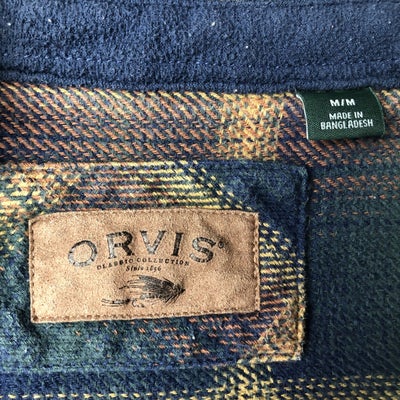 M/M
MADE IN
BANGLADESH
ORVIS
CLASSIC COLLECTION
Since 1856